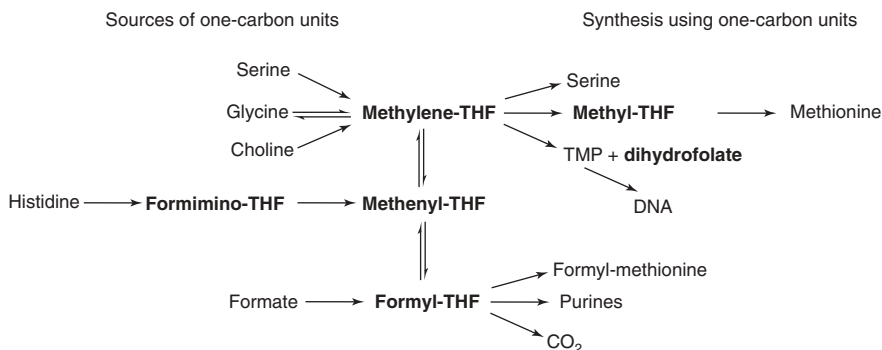 Sources of one-carbon units
Synthesis using one-carbon units
Serine
Serine
Glycine
Methylene-THF
Methyl-THF
Methionine
Choline
TMP + dihydrofolate
DNA
Histidine
Formimino-THF
Methenyl-THF
Formyl-methionine
Formate
Formyl-THF
Purines
CO₂